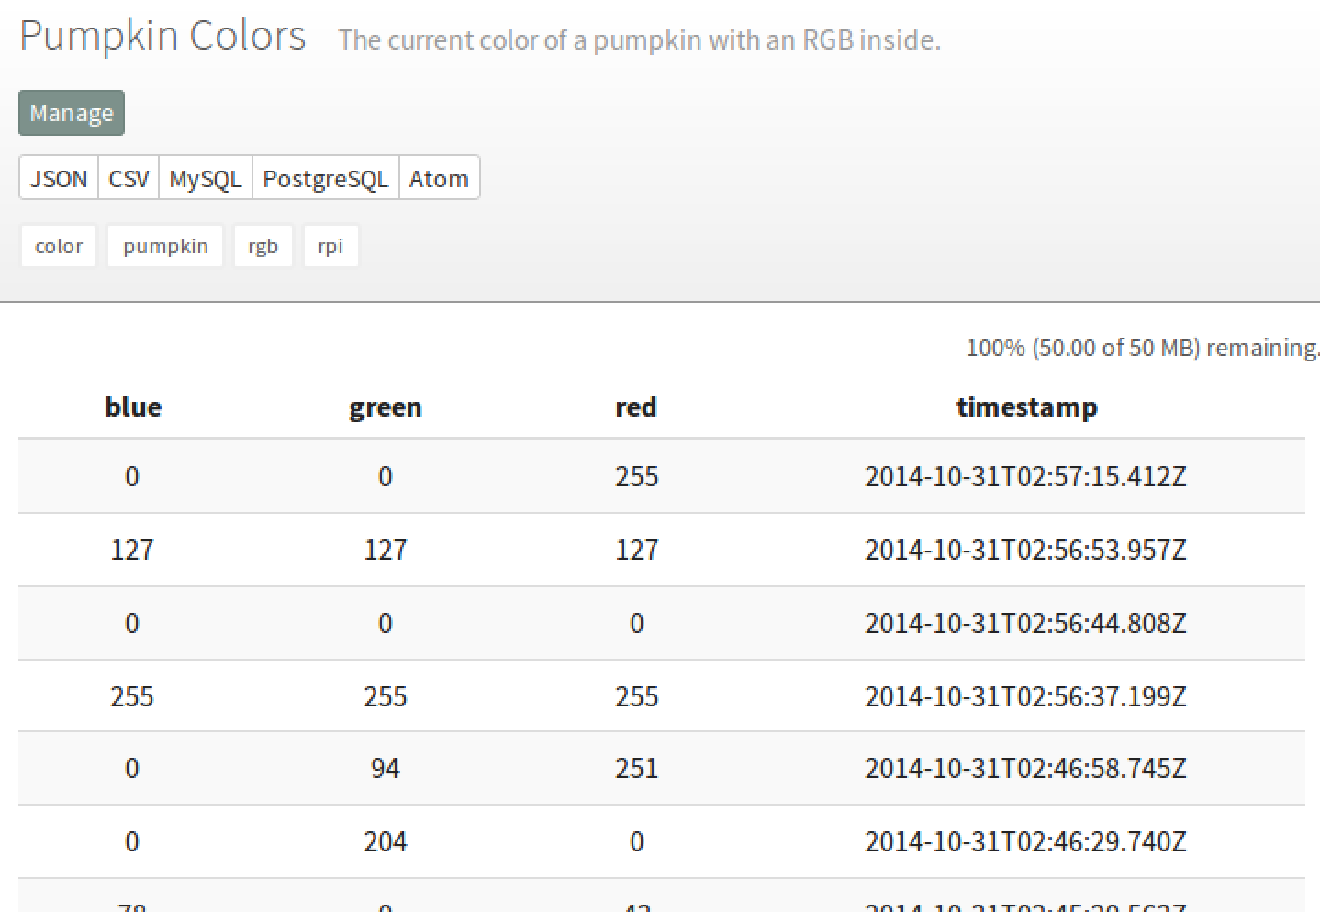 Pumpkin Colors The current color of a pumpkin with an RGB inside.
Manage
JSON CSV MySQL PostgreSQL Atom
color pumpkin rgb rpi
100% (50.00 of 50 MB) remaining.
blue green red timestamp
0 0 255 2014-10-31T02:57:15.412Z
127 127 127 2014-10-31T02:56:53.957Z
0 0 0 2014-10-31T02:56:44.808Z
255 255 255 2014-10-31T02:56:37.199Z
0 94 251 2014-10-31T02:46:58.745Z
0 204 0 2014-10-31T02:46:29.740Z